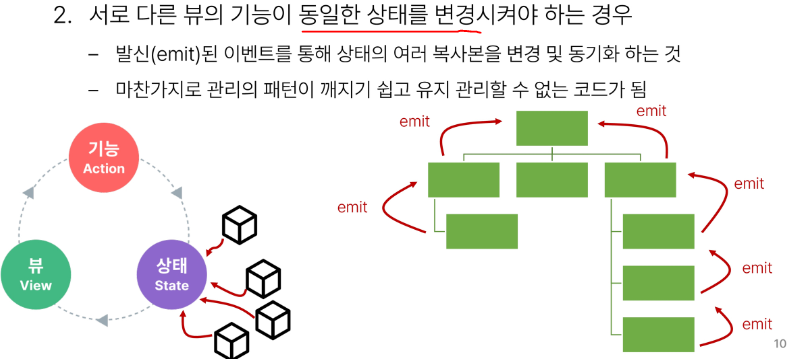 2. 서로 다른 뷰의 기능이 동일한 상태를 변경시켜야 하는 경우
– 발신(emit)된 이벤트를 통해 상태의 여러 복사본을 변경 및 동기화 하는 것
– 마찬가지로 관리의 패턴이 깨지기 쉽고 유지 관리할 수 없는 코드가 됨
기능
Action
뷰
View
상태
State
emit
emit
emit
emit
emit
emit
10